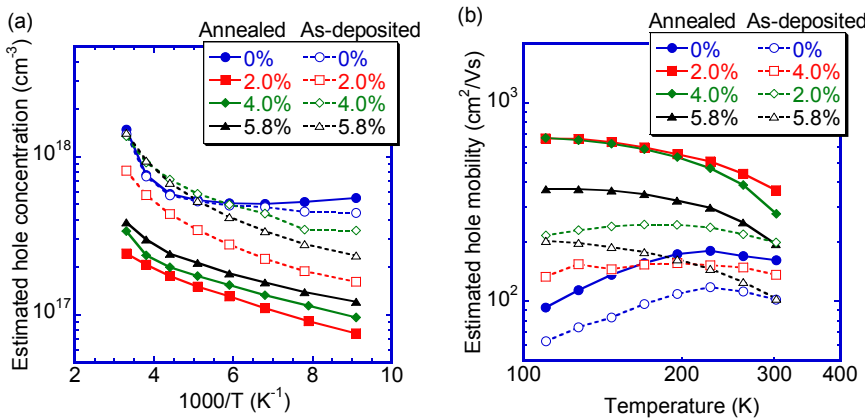 (a)
Annealed As-deposited
0% 0%
2.0% 2.0%
4.0% 4.0%
5.8% 5.8%
Estimated hole concentration (cm-3)
10^18
10^17
2 4 6 8 10
1000/T (K-1)
(b)
Annealed As-deposited
0% 0%
2.0% 4.0%
4.0% 2.0%
5.8% 5.8%
Estimated hole mobility (cm2/Vs)
10^3
10^2
100 200 300 400
Temperature (K)